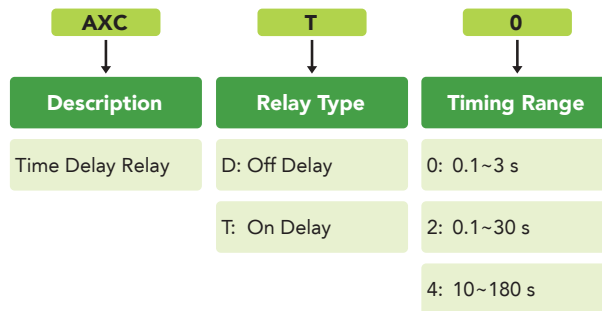 AXC T 0
Description Relay Type Timing Range
Time Delay Relay D: Off Delay 0: 0.1~3 s
T: On Delay 2: 0.1~30 s
4: 10~180 s